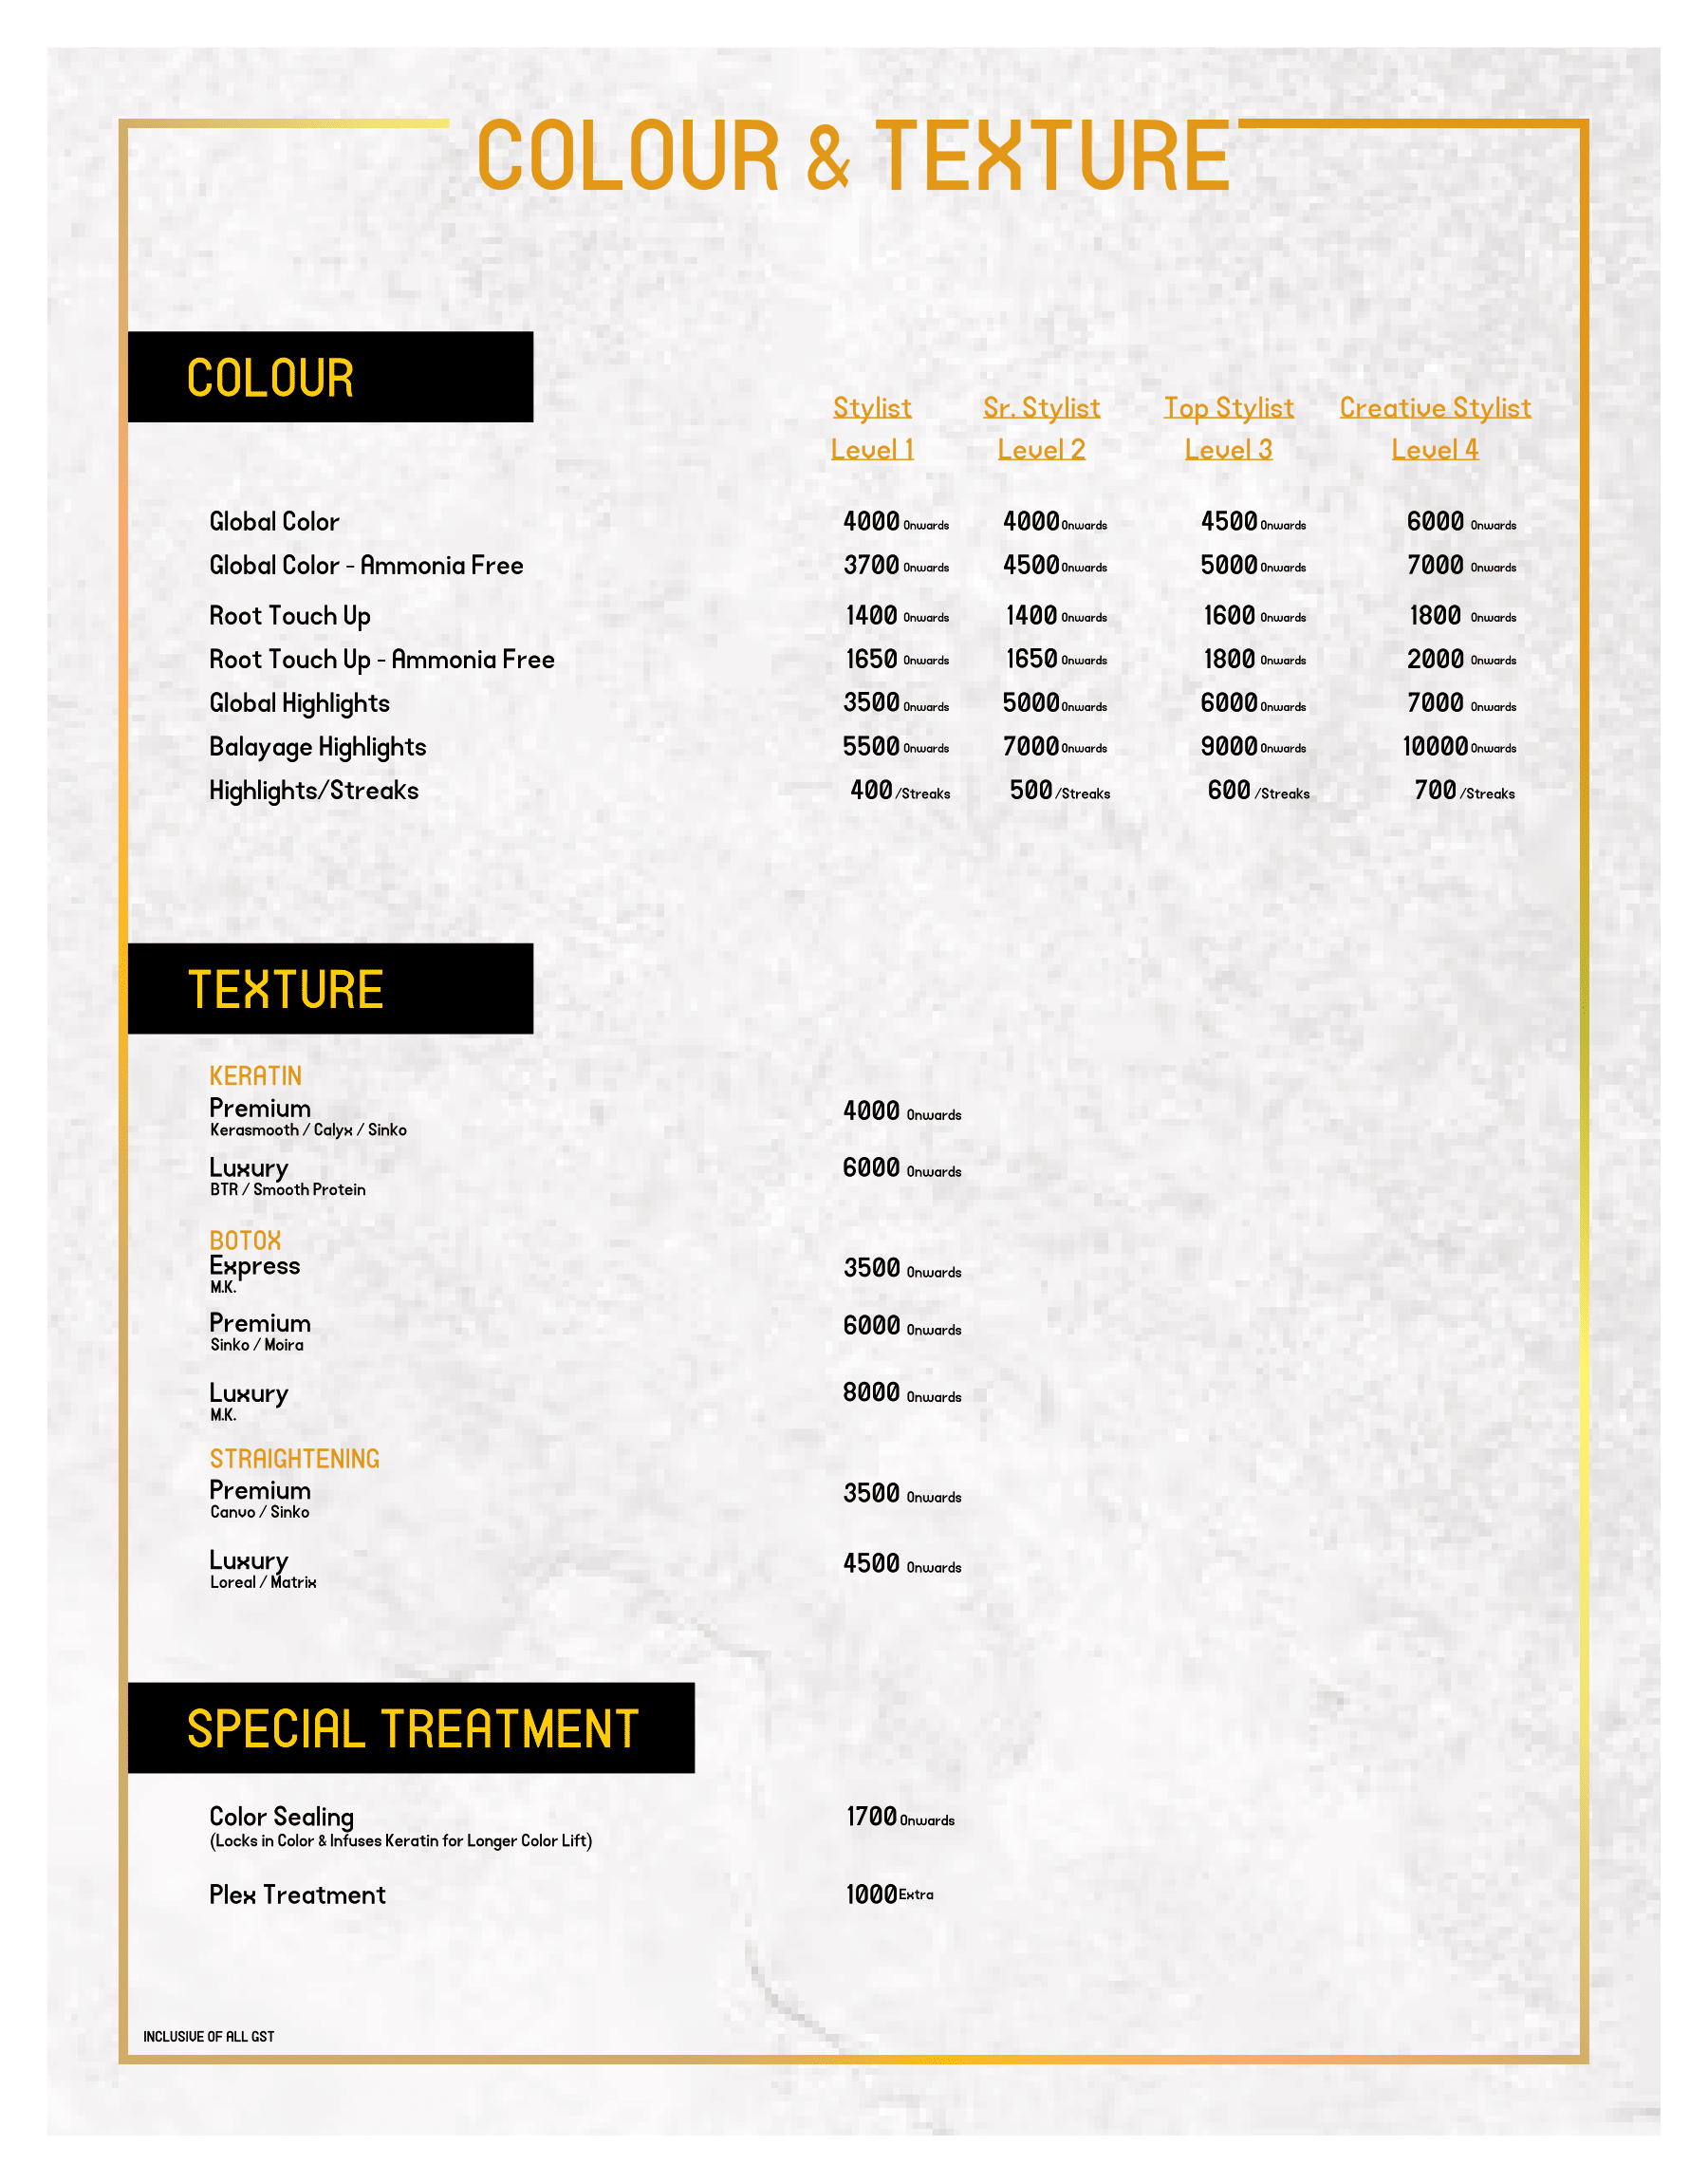 COLOUR & TEXTURE
COLOUR
Stylist Sr. Stylist Top Stylist Creative Stylist
Level 1 Level 2 Level 3 Level 4
Global Color 4000 Onwards 4000 Onwards 4500 Onwards 6000 Onwards
Global Color - Ammonia Free 3700 Onwards 4500 Onwards 5000 Onwards 7000 Onwards
Root Touch Up 1400 Onwards 1400 Onwards 1600 Onwards 1800 Onwards
Root Touch Up - Ammonia Free 1650 Onwards 1650 Onwards 1800 Onwards 2000 Onwards
Global Highlights 3500 Onwards 5000 Onwards 6000 Onwards 7000 Onwards
Balayage Highlights 5500 Onwards 7000 Onwards 9000 Onwards 10000 Onwards
Highlights/Streaks 400 /Streaks 500 /Streaks 600 /Streaks 700 /Streaks
TEXTURE
KERATIN
Premium 4000 Onwards
Kerasmooth / Calyx / Sinko
Luxury 6000 Onwards
BTR / Smooth Protein
BOTOX
Express 3500 Onwards
M.K.
Premium 6000 Onwards
Sinko / Moira
Luxury 8000 Onwards
M.K.
STRAIGHTENING
Premium 3500 Onwards
Canvo / Sinko
Luxury 4500 Onwards
Loreal / Matrix
SPECIAL TREATMENT
Color Sealing 1700 Onwards
(Locks in Color & Infuses Keratin for Longer Color Lift)
Plex Treatment 1000 Extra
INCLUSIVE OF ALL GST